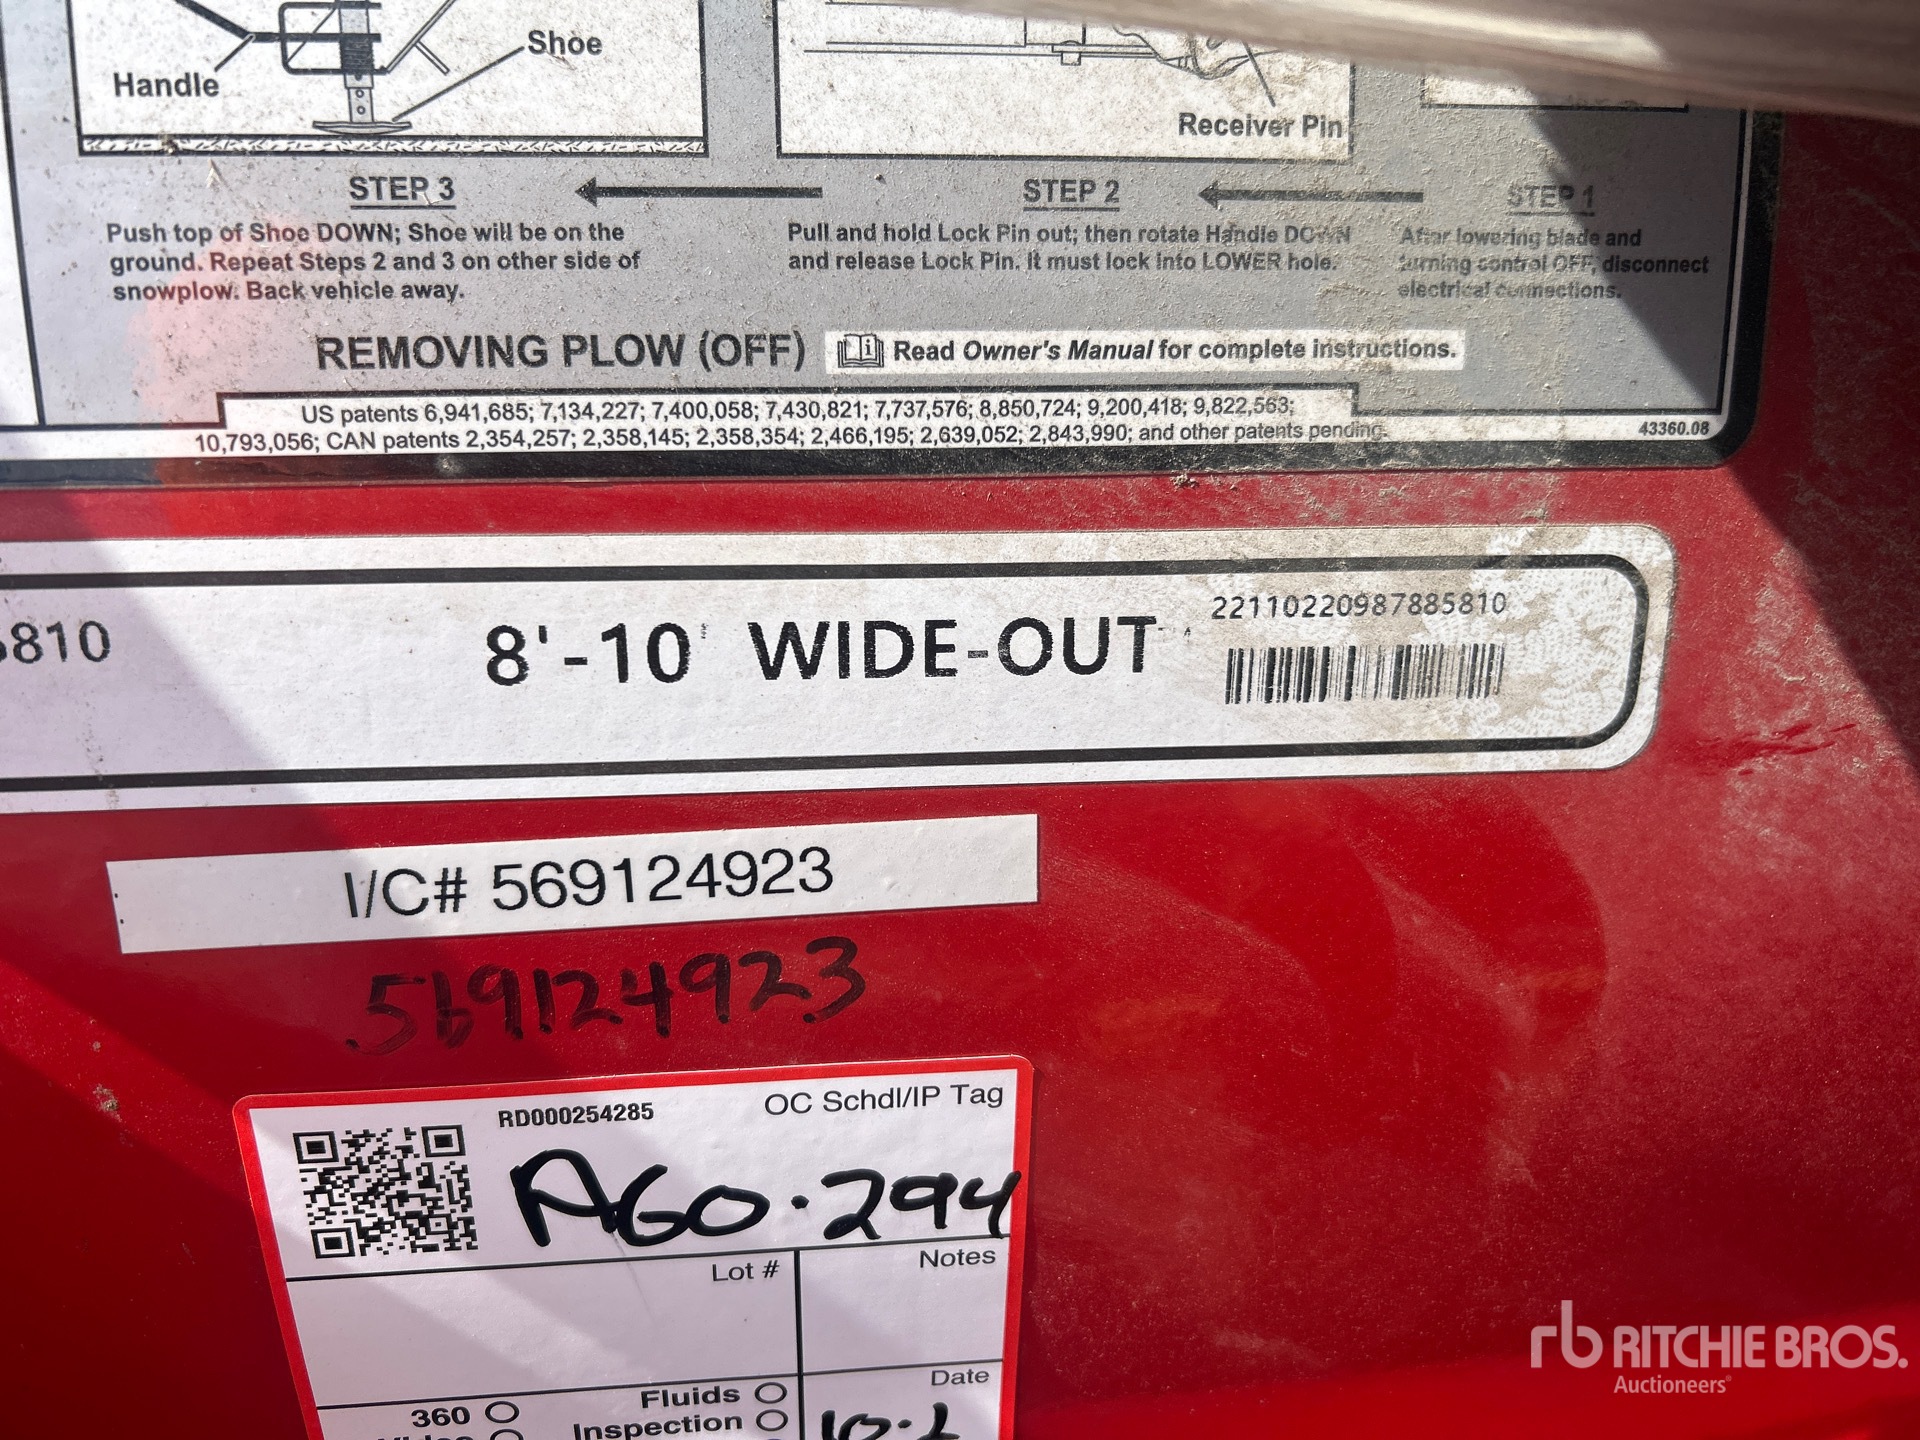 Handle
Shoe
Receiver Pin
STEP 3
STEP 2
STEP 1
Push top of Shoe DOWN; Shoe will be on the
ground. Repeat Steps 2 and 3 on other side of
snowplow. Back vehicle away.
Pull and hold Lock Pin out; then rotate Handle DOWN
and release Lock Pin. It must lock into LOWER hole.
After lowering blade and
turning control OFF, disconnect
electrical connections.
REMOVING PLOW (OFF)
Read Owner's Manual for complete instructions.
US patents 6,941,685; 7,134,227; 7,400,058; 7,430,821; 7,737,576; 8,850,724; 9,200,418; 9,822,563;
10,793,056; CAN patents 2,354,257; 2,358,145; 2,358,354; 2,466,195; 2,639,052; 2,843,990; and other patents pending.
43360.08
810
8'-10' WIDE-OUT
22110220987885810
I/C# 569124923
569124923
RD000254285
OC Schdl/IP Tag
A60.294
Lot #
Notes
Date
Fluids
360
Inspection
rb RITCHIE BROS.
Auctioneers